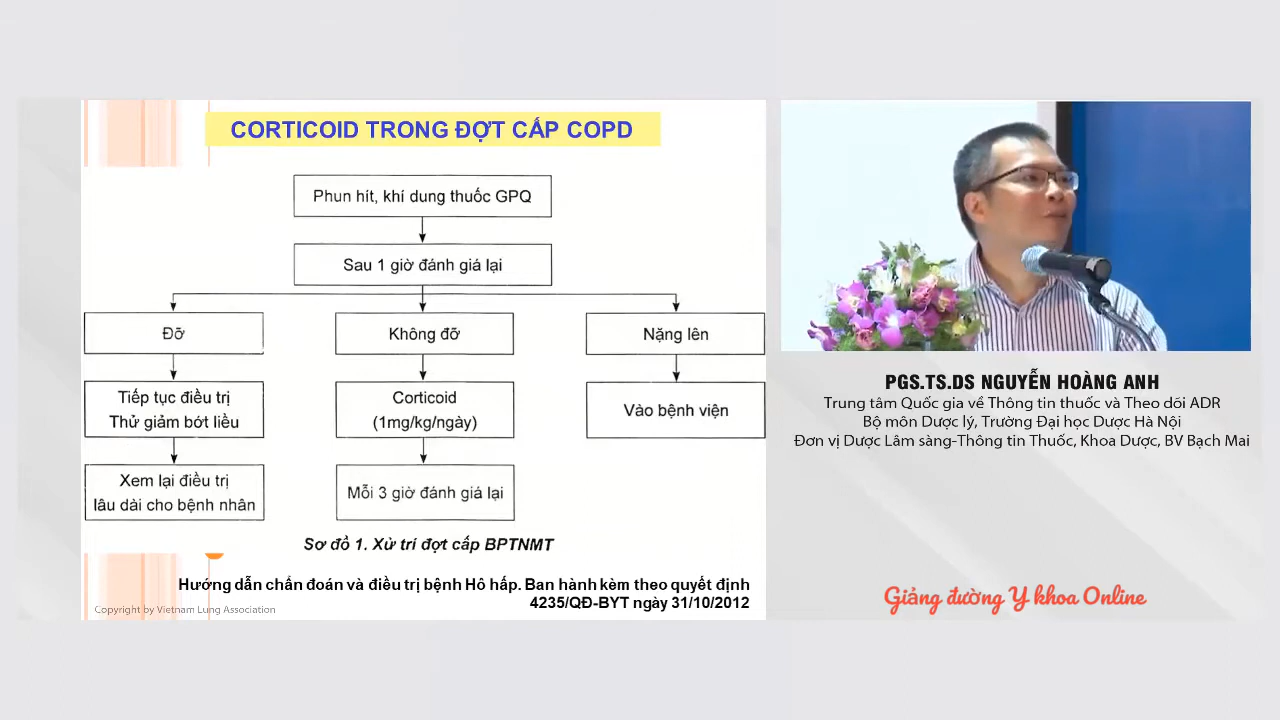 CORTICOID TRONG ĐỢT CẤP COPD
Phun hít, khí dung thuốc GPQ
Sau 1 giờ đánh giá lại
Đỡ
Không đỡ
Nặng lên
Tiếp tục điều trị
Thử giảm bớt liều
Corticoid
(1mg/kg/ngày)
Vào bệnh viện
Xem lại điều trị
lâu dài cho bệnh nhân
Mỗi 3 giờ đánh giá lại
Sơ đồ 1. Xử trí đợt cấp BPTNMT
Hướng dẫn chẩn đoán và điều trị bệnh Hô hấp. Ban hành kèm theo quyết định
4235/QĐ-BYT ngày 31/10/2012
Copyright by Vietnam Lung Association
PGS.TS.DS NGUYỄN HOÀNG ANH
Trung tâm Quốc gia về Thông tin thuốc và Theo dõi ADR
Bộ môn Dược lý, Trường Đại học Dược Hà Nội
Đơn vị Dược Lâm sàng-Thông tin Thuốc, Khoa Dược, BV Bạch Mai
Giảng đường Y khoa Online